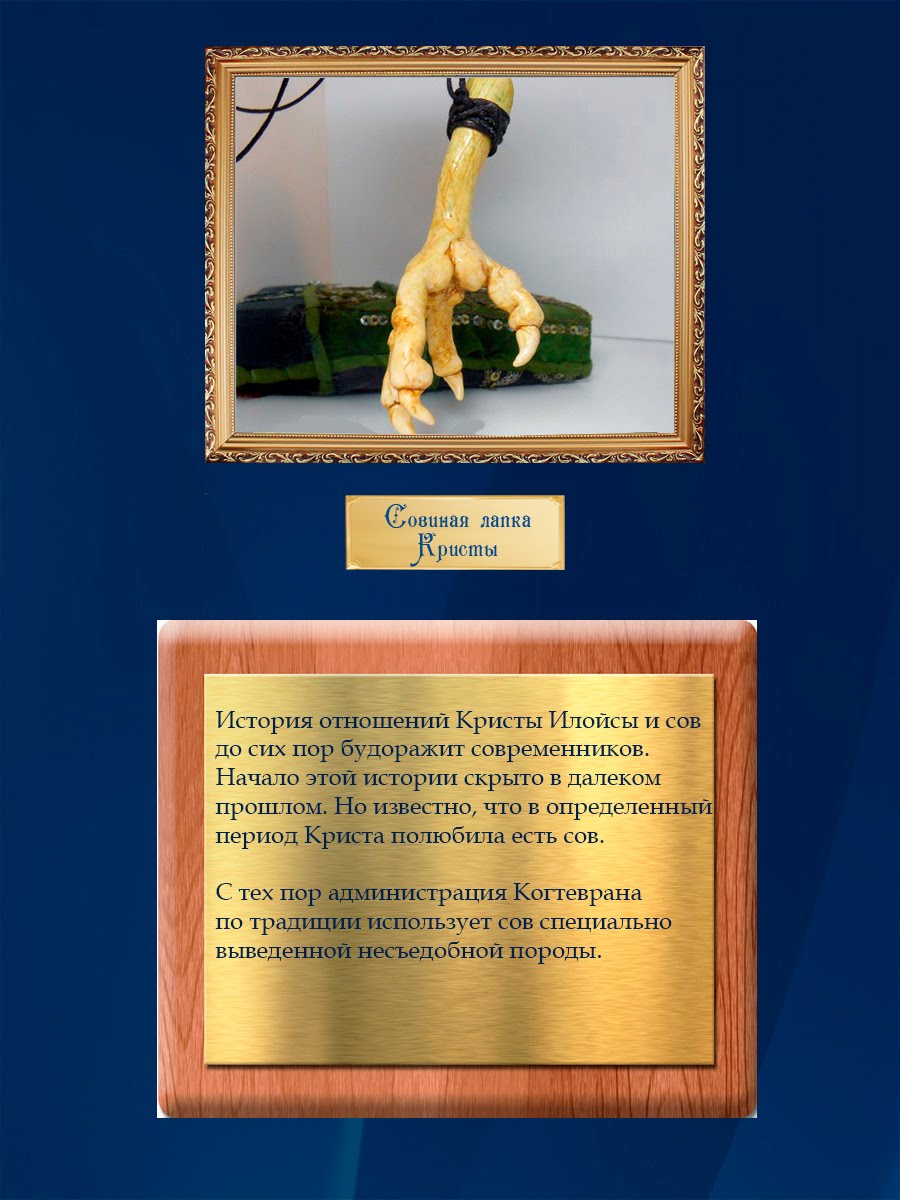 Совиная лапка
Кристы
История отношений Кристы Илойсы и сов
до сих пор будоражит современников.
Начало этой истории скрыто в далеком
прошлом. Но известно, что в определенный
период Криста полюбила есть сов.
С тех пор администрация Когтеврана
по традиции использует сов специально
выведенной несъедобной породы.